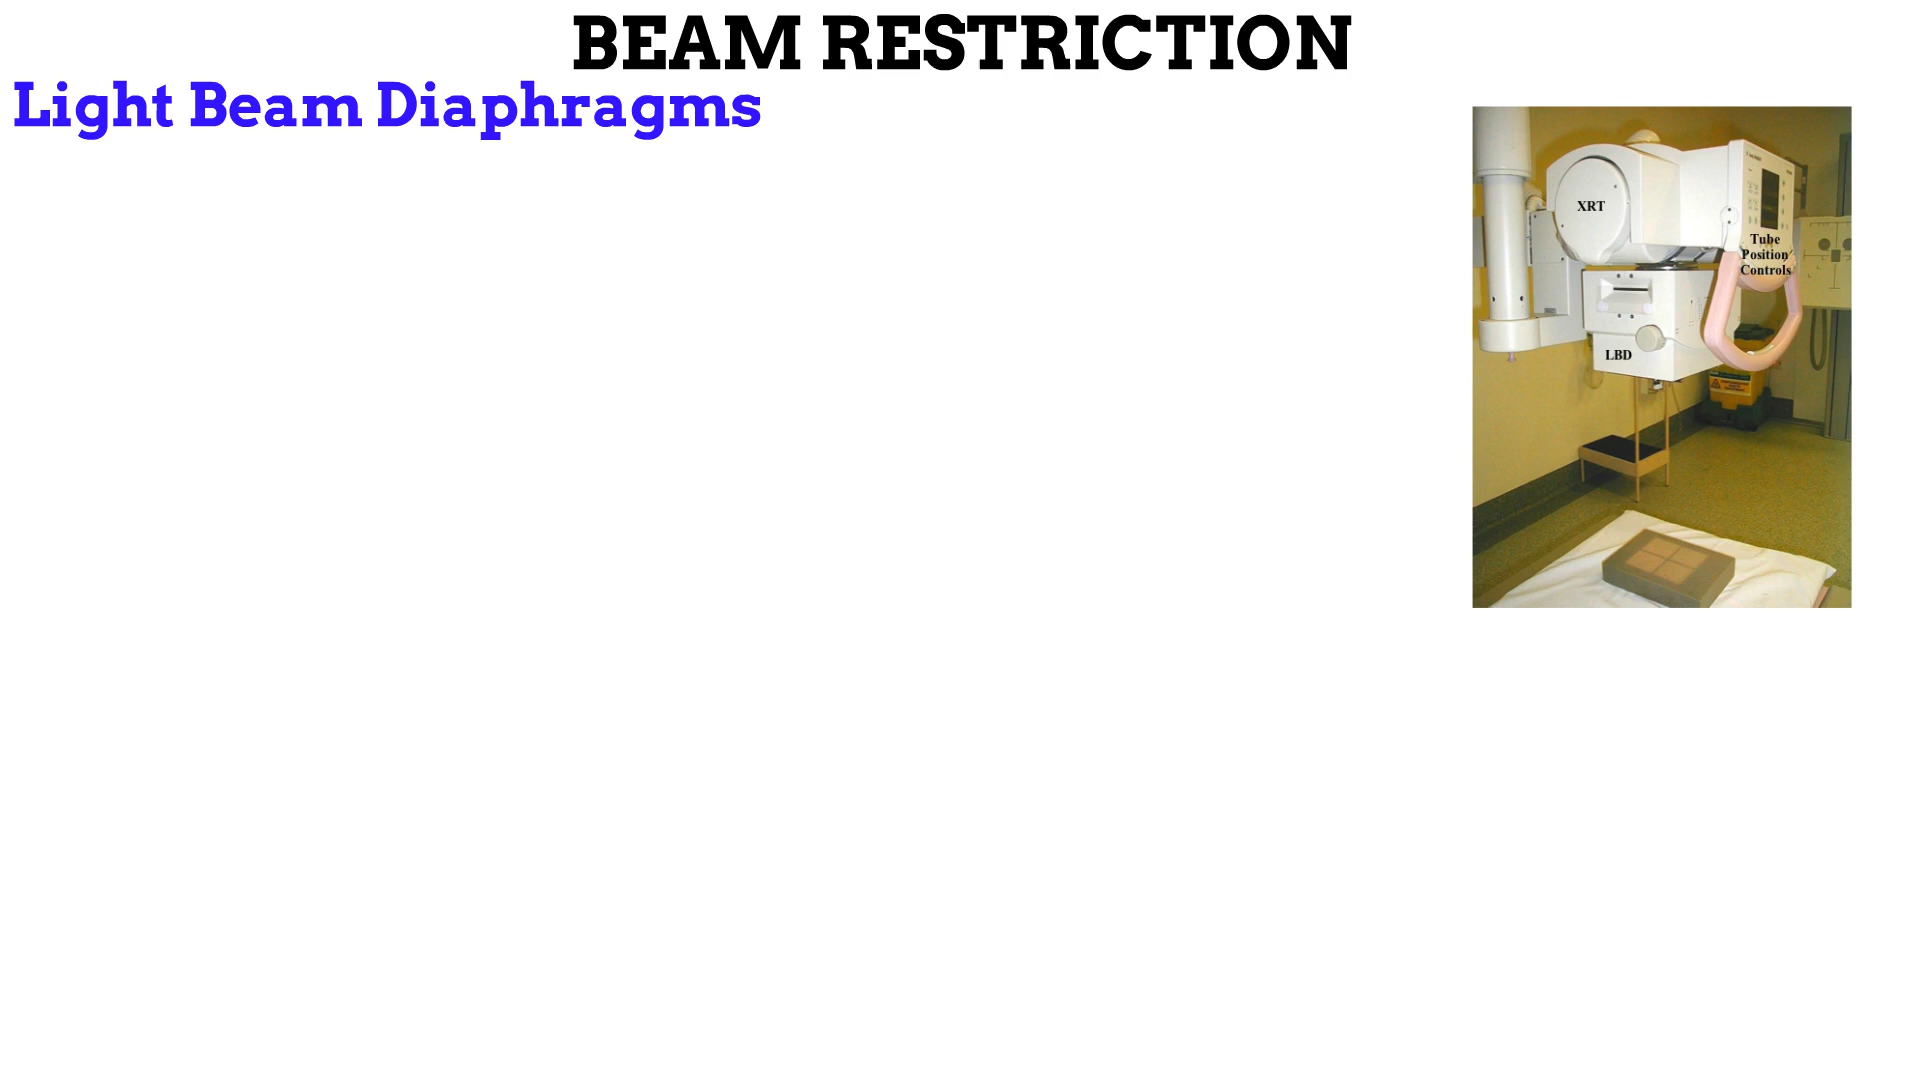 BEAM RESTRICTION
Light Beam Diaphragms
XRT
Tube
Position
Controls
LBD